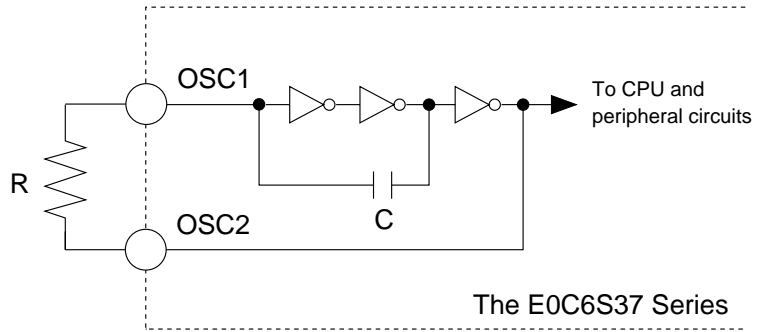 OSC1
To CPU and
peripheral circuits
R
C
OSC2
The E0C6S37 Series